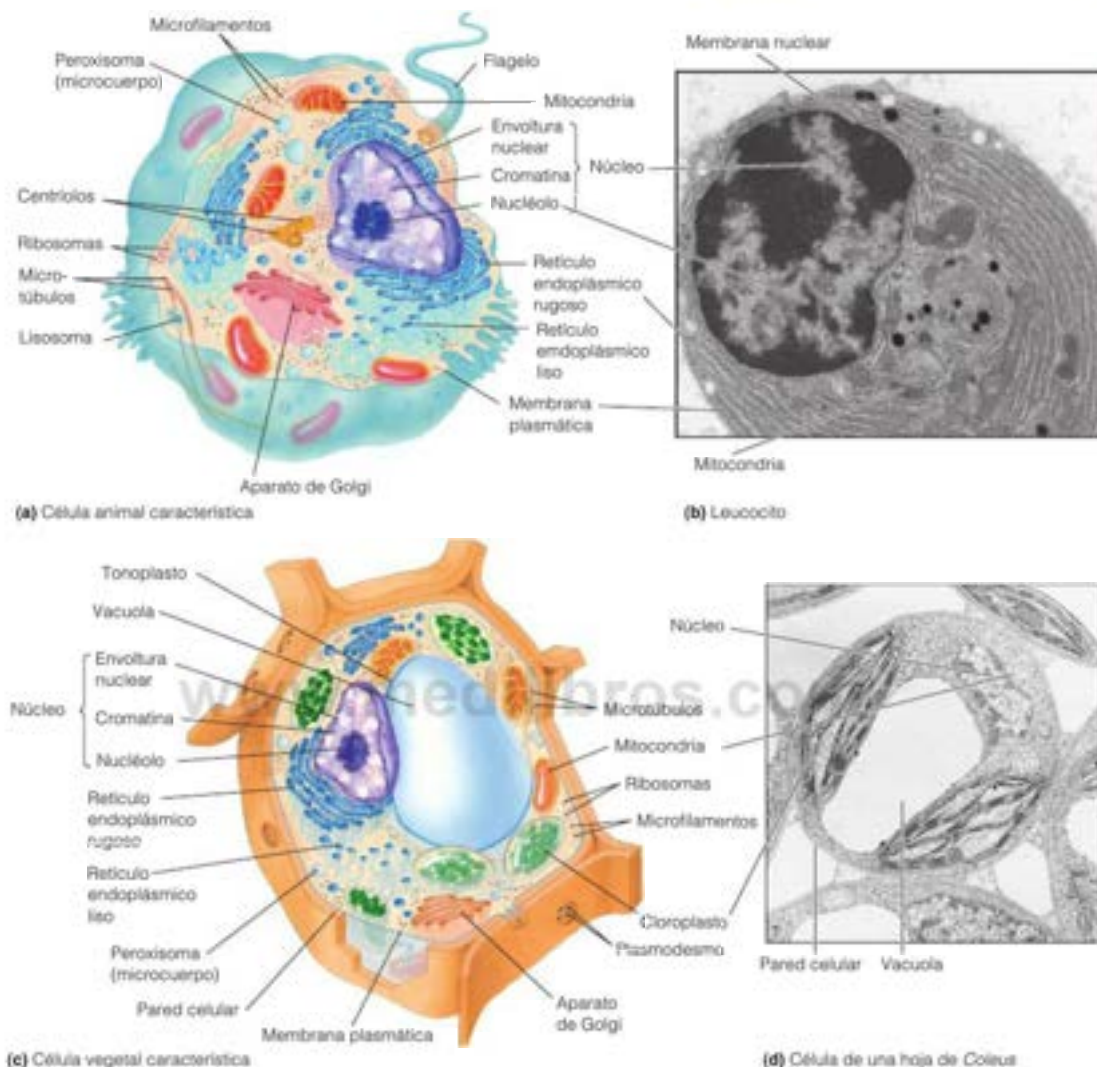 Microfilamentos
Peroxisoma
(microcuerpo)
Flagelo
Mitocondria
Envoltura
nuclear
Cromatina
Nucléolo
Núcleo
Centríolos
Ribosomas
Micro-
túbulos
Lisosoma
Retículo
endoplásmico
rugoso
Retículo
emdoplásmico
liso
Membrana
plasmática
Aparato de Golgi
(a) Célula animal característica
Membrana nuclear
Mitocondria
(b) Leucocito
Tonoplasto
Vacuola
Envoltura
nuclear
Núcleo
Cromatina
Nucléolo
Retículo
endoplásmico
rugoso
Retículo
endoplásmico
liso
Peroxisoma
(microcuerpo)
Pared celular
Membrana plasmática
Aparato
de Golgi
Microtúbulos
Mitocondria
Ribosomas
Microfilamentos
Cloroplasto
Plasmodesmo
(c) Célula vegetal característica
Núcleo
Pared celular
Vacuola
(d) Célula de una hoja de Coleus